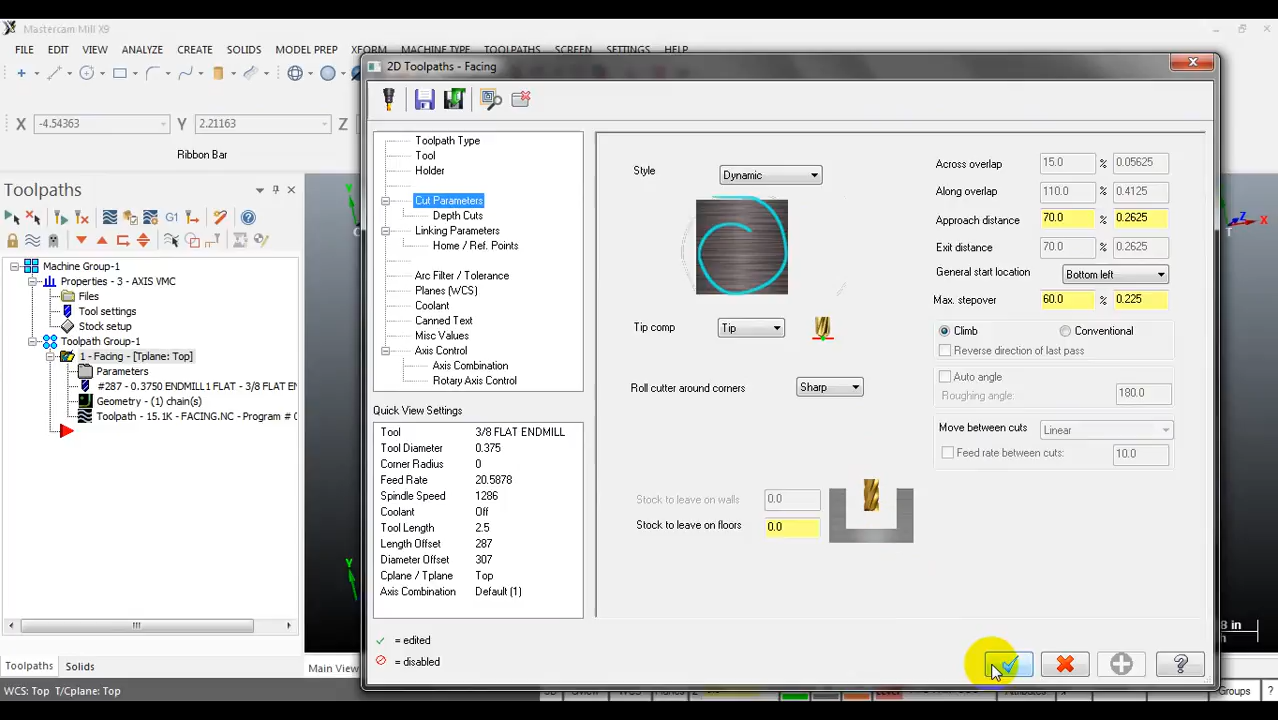 Mastercam Mill X9
FILE EDIT VIEW ANALYZE CREATE SOLIDS MODEL PREP XFORM MACHINE TYPE TOOLPATHS SCREEN SETTINGS HELP
2D Toolpaths - Facing
X -4.54363 Y 2.21163 Z
Ribbon Bar
Toolpaths
G1
Machine Group-1
Properties - 3 - AXIS VMC
Files
Tool settings
Stock setup
Toolpath Group-1
1 - Facing - [Tplane: Top]
Parameters
#287 - 0.3750 ENDMILL1 FLAT - 3/8 FLAT EN
Geometry - (1) chain(s)
Toolpath - 15.1K - FACING.NC - Program # 0
Toolpaths Solids
WCS: Top T/Cplane: Top
Toolpath Type
Tool
Holder
Cut Parameters
Depth Cuts
Linking Parameters
Home / Ref. Points
Arc Filter / Tolerance
Planes (WCS)
Coolant
Canned Text
Misc Values
Axis Control
Axis Combination
Rotary Axis Control
Quick View Settings
Tool 3/8 FLAT ENDMILL
Tool Diameter 0.375
Corner Radius 0
Feed Rate 20.5878
Spindle Speed 1286
Coolant Off
Tool Length 2.5
Length Offset 287
Diameter Offset 307
Cplane / Tplane Top
Axis Combination Default (1)
= edited
= disabled
Style Dynamic
Tip comp Tip
Roll cutter around corners Sharp
Stock to leave on walls 0.0
Stock to leave on floors 0.0
Across overlap 15.0 % 0.05625
Along overlap 110.0 % 0.4125
Approach distance 70.0 % 0.2625
Exit distance 70.0 % 0.2625
General start location Bottom left
Max. stepover 60.0 % 0.225
Climb Conventional
Reverse direction of last pass
Auto angle
Roughing angle: 180.0
Move between cuts Linear
Feed rate between cuts: 10.0
Main View
Y
Y
Z
X
8 in
Groups ?